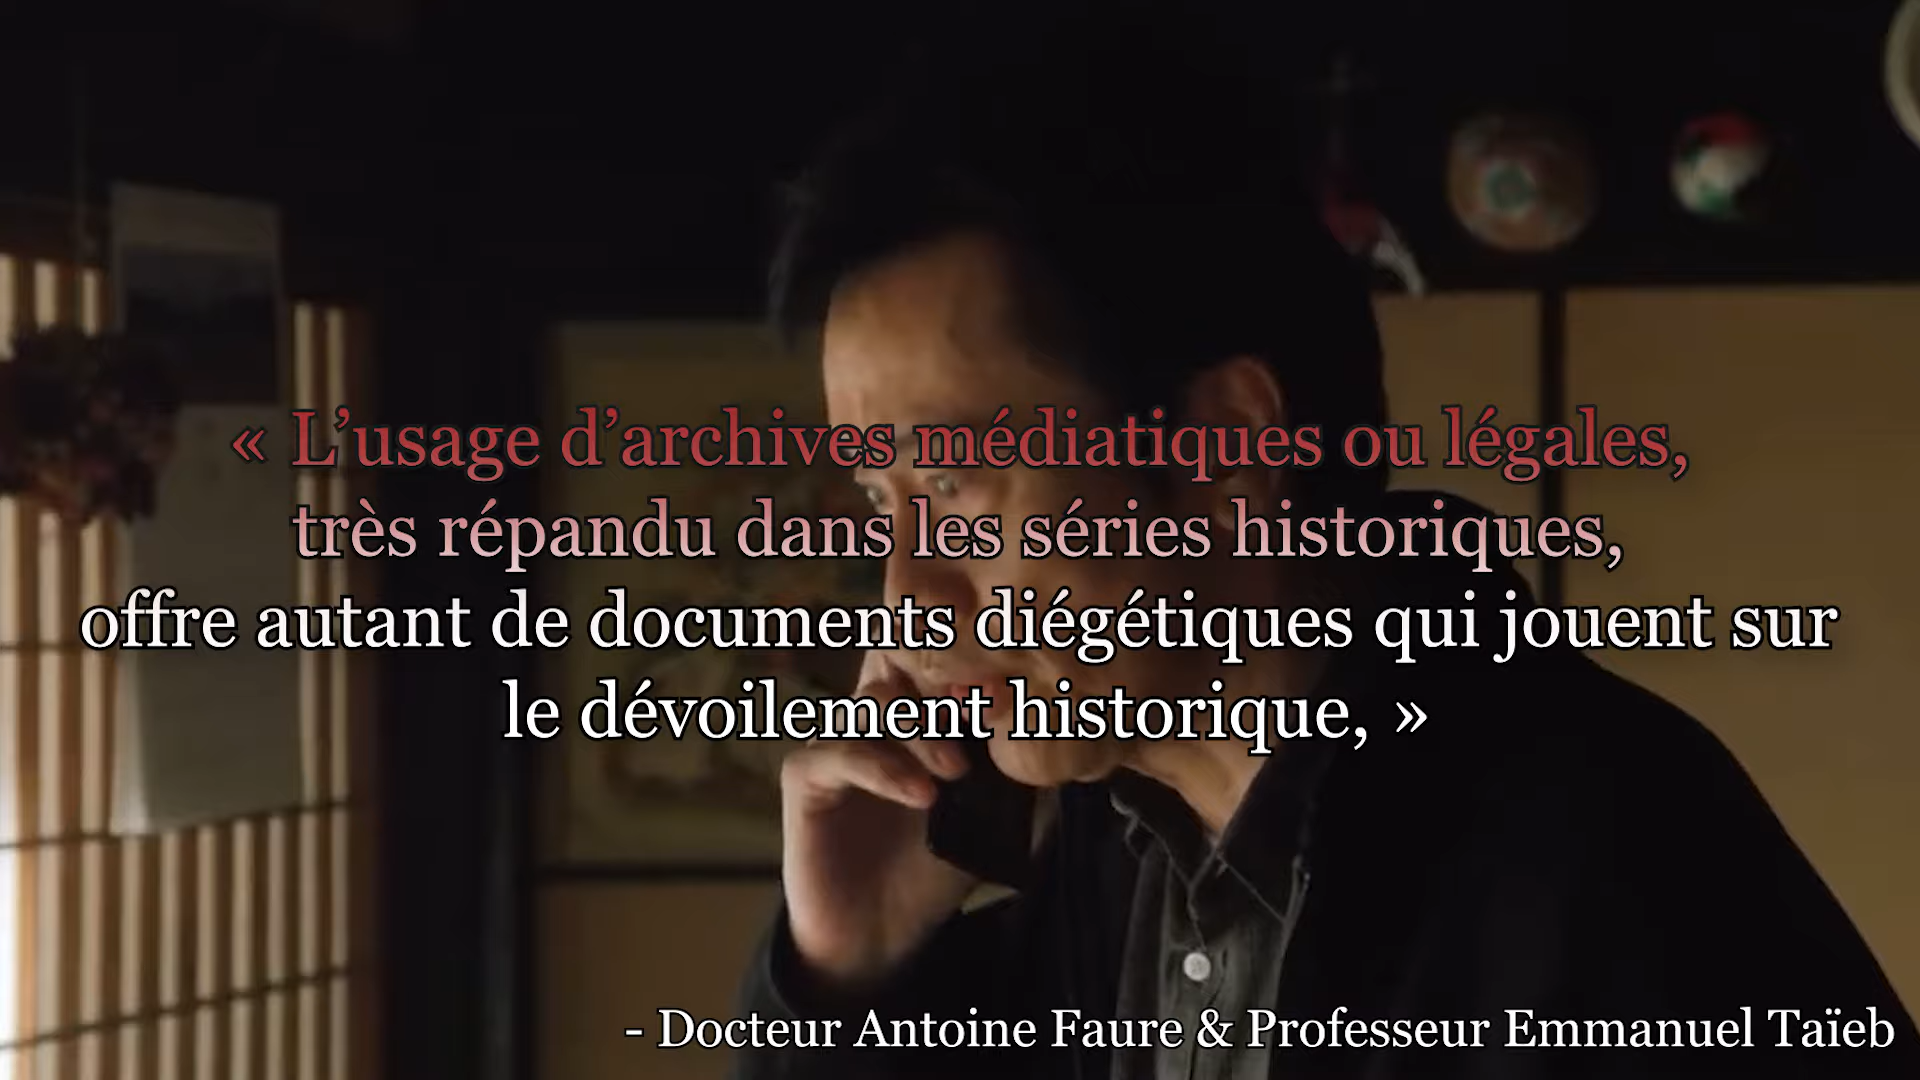 « L’usage d’archives médiatiques ou légales,
très répandu dans les séries historiques,
offre autant de documents diégétiques qui jouent sur
le dévoilement historique, »
- Docteur Antoine Faure & Professeur Emmanuel Taïeb